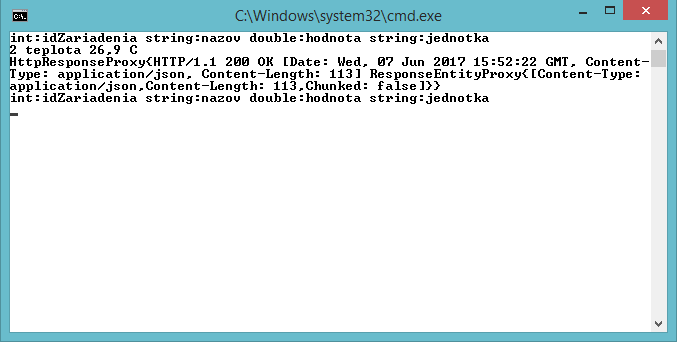 C:\Windows\system32\cmd.exe
int:idZariadenia string:nazov double:hodnota string:jednotka
2 teplota 26,9 C
HttpResponseProxy{HTTP/1.1 200 OK [Date: Wed, 07 Jun 2017 15:52:22 GMT, Content-
Type: application/json, Content-Length: 113] ResponseEntityProxy{[Content-Type:
application/json,Content-Length: 113,Chunked: false]}}
int:idZariadenia string:nazov double:hodnota string:jednotka